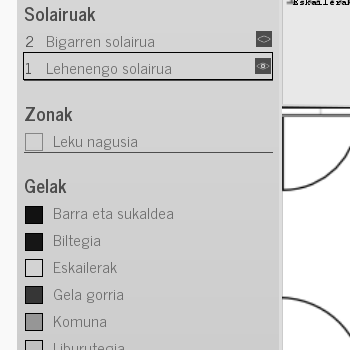 Solairuak
Eskailerak
2 Bigarren solairua
1 Lehenengo solairua
Zonak
Leku nagusia
Gelak
Barra eta sukaldea
Biltegia
Eskailerak
Gela gorria
Komuna
Liburutegia